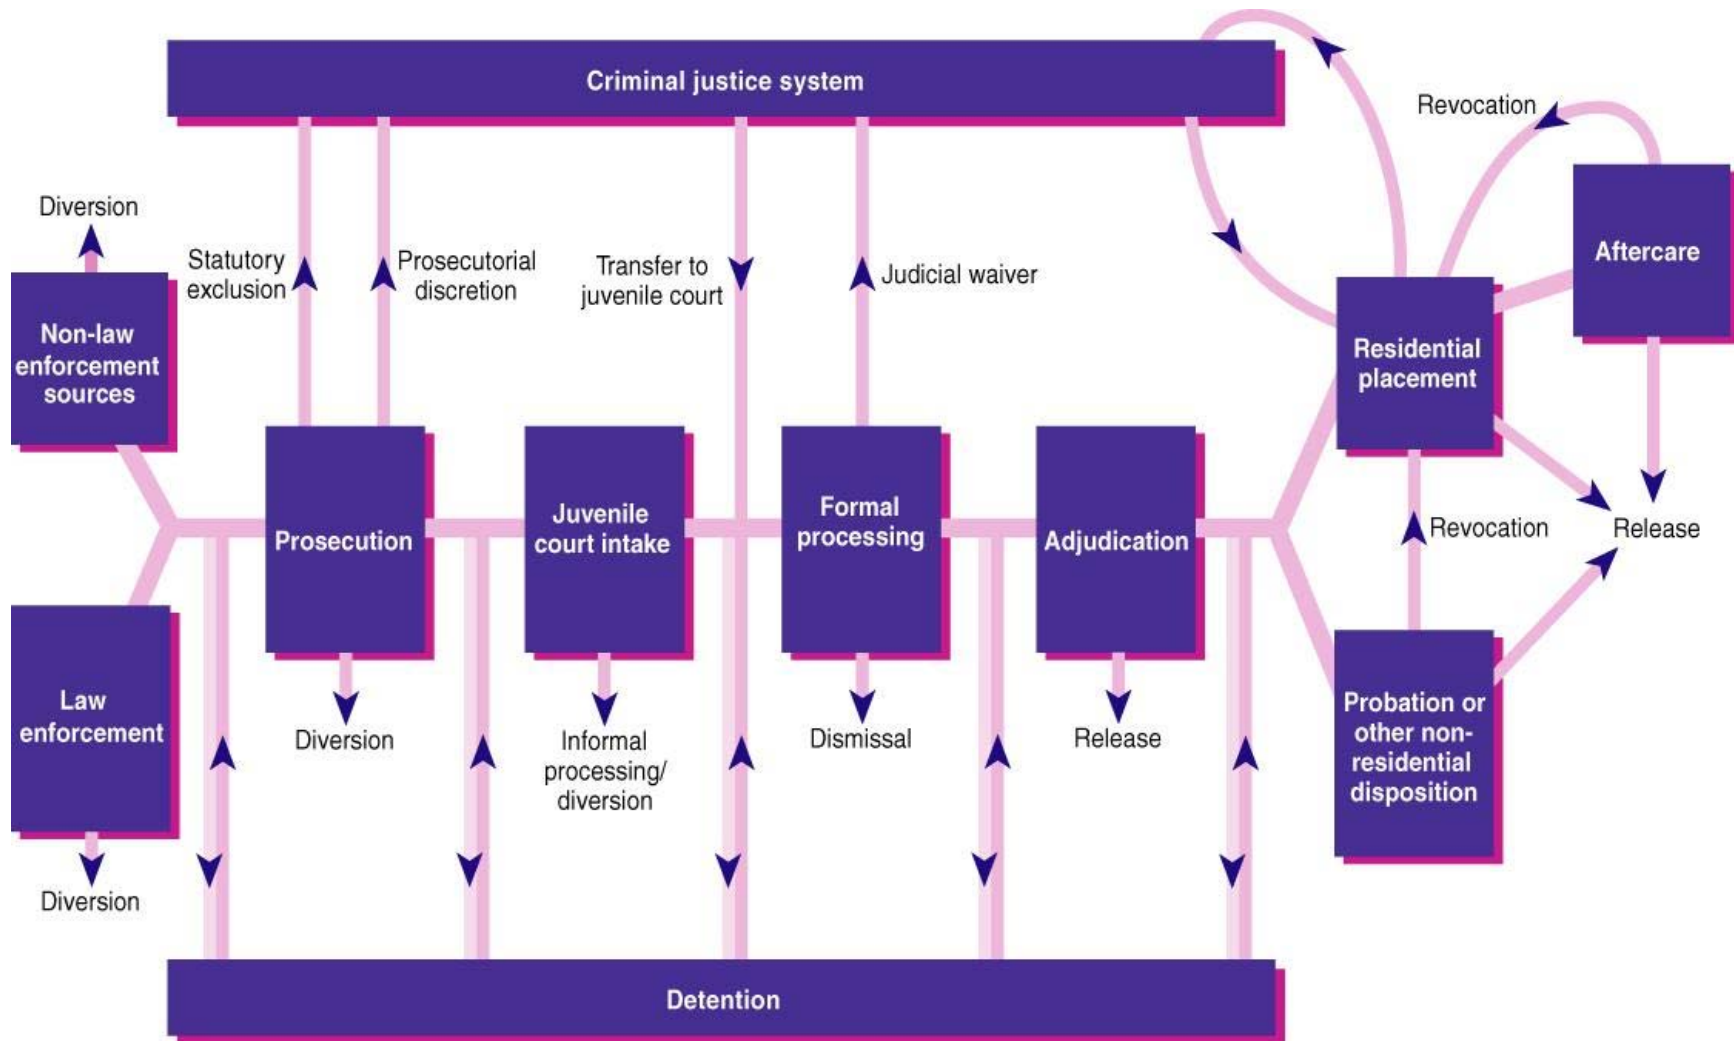 Criminal justice system
Revocation
Diversion
Aftercare
Statutory
exclusion
Prosecutorial
discretion
Transfer to
juvenile court
Judicial waiver
Non-law
enforcement
sources
Residential
placement
Prosecution
Juvenile
court intake
Formal
processing
Adjudication
Revocation
Release
Law
enforcement
Diversion
Informal
processing/
diversion
Dismissal
Release
Probation or
other non-
residential
disposition
Diversion
Detention